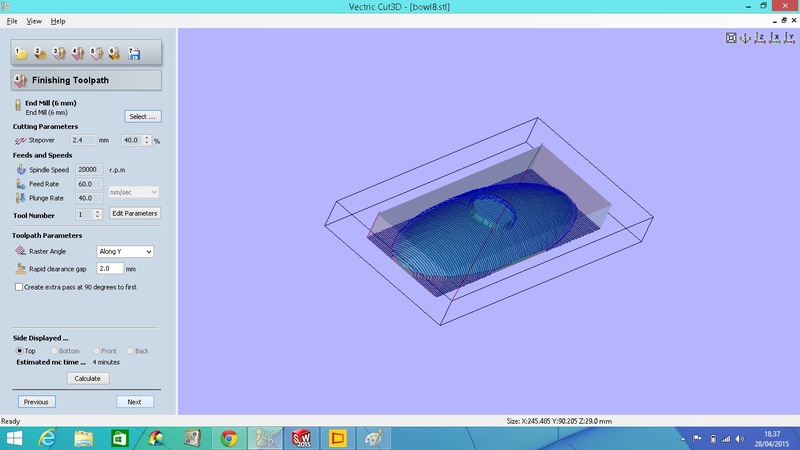 Vectric Cut3D - [bowl8.stl]
File View Help
1 2 3 4 5 6 7
4 Finishing Toolpath
End Mill (6 mm)
End Mill (6 mm)
Select ...
Cutting Parameters
Stepover 2.4 mm 40.0 %
Feeds and Speeds
Spindle Speed 20000 r.p.m
Feed Rate 60.0 mm/sec
Plunge Rate 40.0
Tool Number 1 Edit Parameters
Toolpath Parameters
Raster Angle Along Y
Rapid clearance gap 2.0 mm
Create extra pass at 90 degrees to first
Side Displayed ...
Top Bottom Front Back
Estimated mc time ... 4 minutes
Calculate
Previous Next
Ready Size: X:245.485 Y:90.205 Z:29.0 mm
SW 2015
18.37
28/04/2015